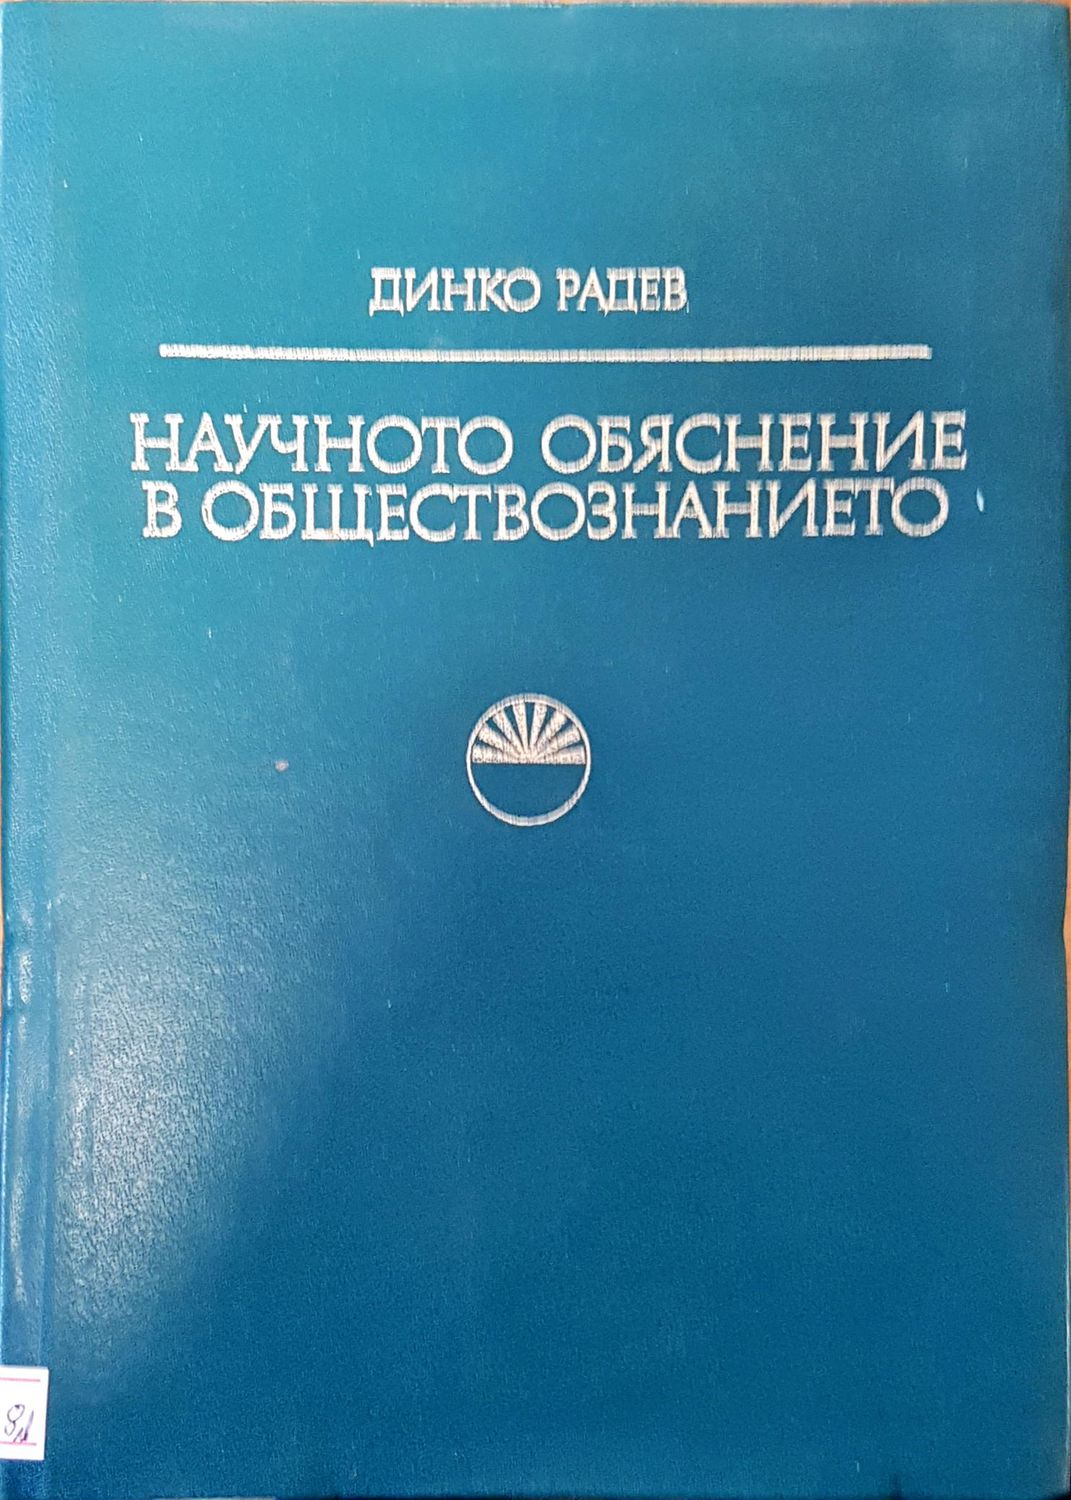 ДИНКО РАДЕВ
НАУЧНОТО ОБЯСНЕНИЕ
В ОБЩЕСТВОЗНАНИЕТО